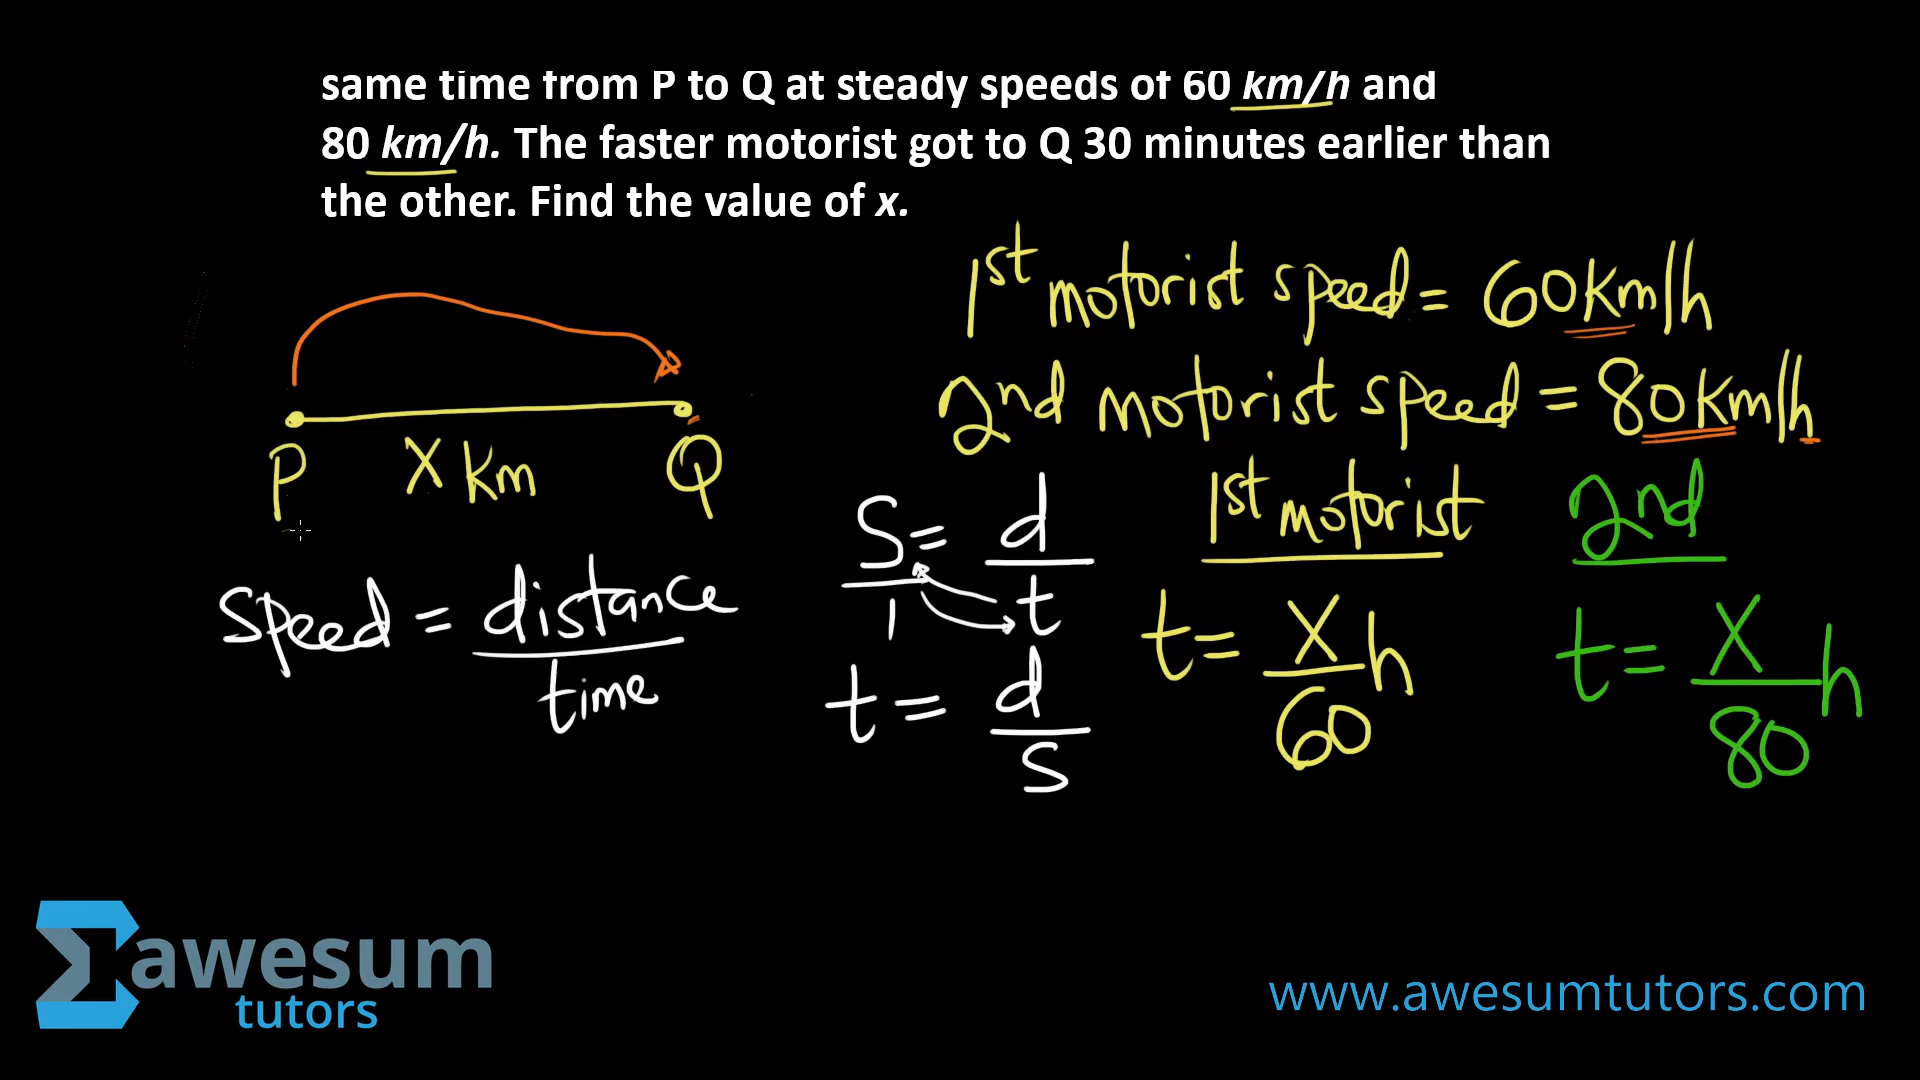 same time from P to Q at steady speeds of 60 km/h and
80 km/h. The faster motorist got to Q 30 minutes earlier than
the other. Find the value of x.
1st motorist speed = 60km/h
2nd motorist speed = 80km/h
P x km Q
speed = distance
time
S = d
1 t
t = d
S
1st motorist
t = x h
60
2nd
t = x h
80
awesum
tutors
www.awesumtutors.com